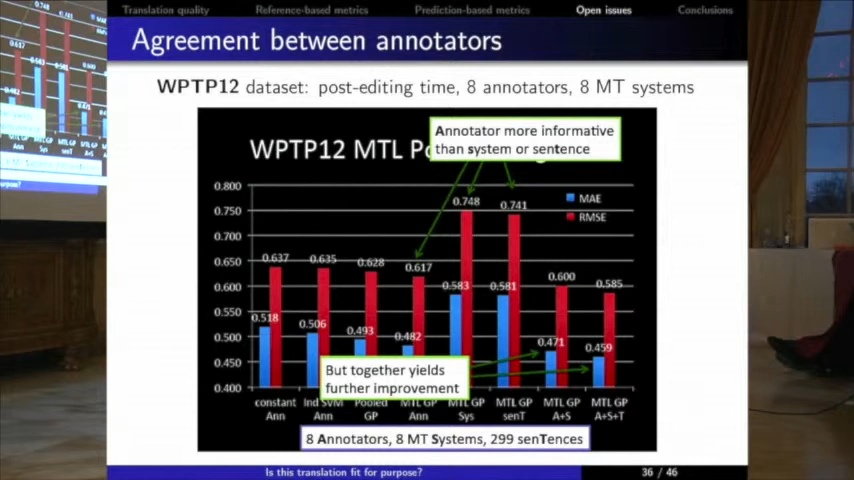 Translation quality Reference-based metrics Prediction-based metrics Open issues Conclusions
Agreement between annotators
WPTP12 dataset: post-editing time, 8 annotators, 8 MT systems
Annotator more informative
than system or sentence
WPTP12 MTL
0.800
0.750
0.700
0.650
0.600
0.550
0.500
0.450
0.400
MAE
RMSE
0.637 0.635 0.628 0.617 0.748 0.741 0.600 0.585
0.518 0.506 0.493 0.482 0.583 0.581 0.471 0.459
But together yields
further improvement
constant Ind SVM Pooled MTL GP MTL GP MTL GP MTL GP MTL GP
Ann Ann GP Ann Sys senT A+S A+S+T
8 Annotators, 8 MT Systems, 299 senTences
Is this translation fit for purpose? 36 / 46